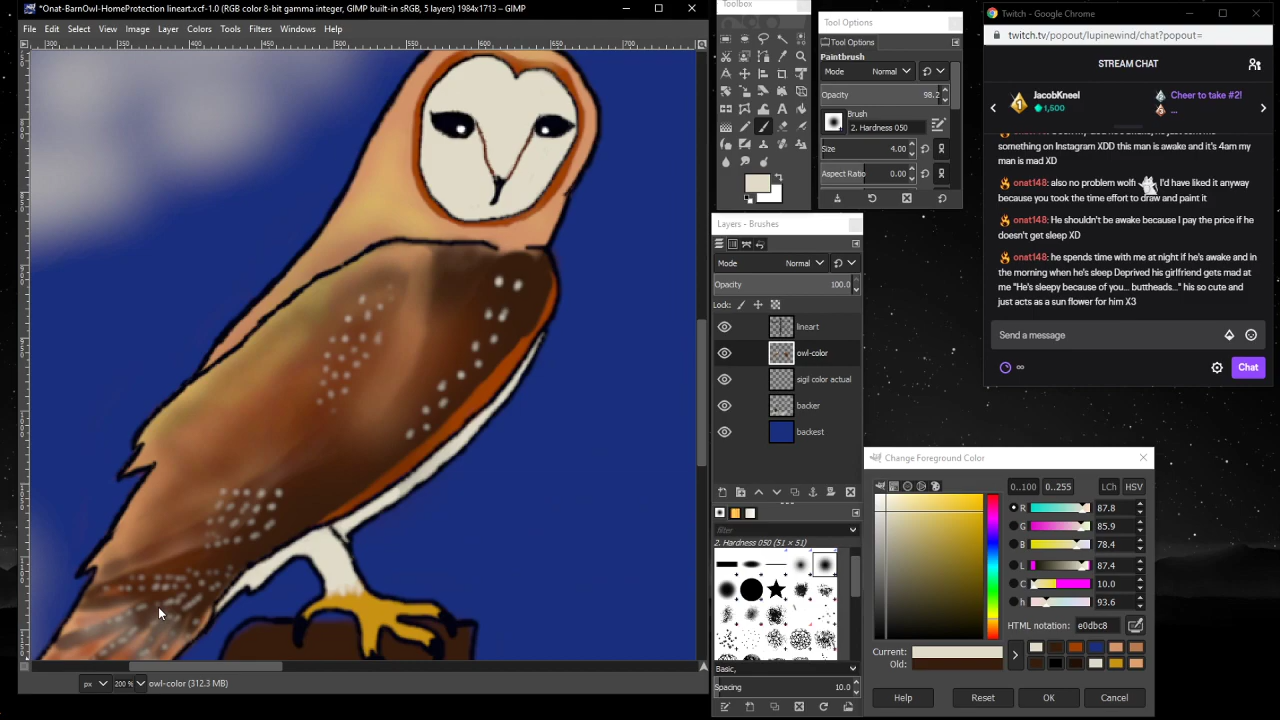 *Onat-BarnOwl-HomeProtection lineart.xcf-1.0 (RGB color 8-bit gamma integer, GIMP built-in sRGB, 5 layers) 1984x1713 – GIMP
File Edit Select View Image Layer Colors Tools Filters Windows Help
300 400 500 600 700
px 200 % owl-color (312.3 MB)
Toolbox
Tool Options
Tool Options
Paintbrush
Mode Normal
Opacity 98.2
Brush
2. Hardness 050
Size 4.00
Aspect Ratio 0.00
Layers - Brushes
Mode Normal
Opacity 100.0
Lock:
lineart
owl-color
sigil color actual
backer
backest
filter
2. Hardness 050 (51 × 51)
Basic,
Spacing 10.0
Twitch - Google Chrome
twitch.tv/popout/lupinewind/chat?popout=
STREAM CHAT
1 JacobKneel
1,500
Cheer to take #2!
...
something on Instagram XDD this man is awake and it's 4am my
man is mad XD
onat148: also no problem wolfi I'd have liked it anyway
because you took the time effort to draw and paint it
onat148: He shouldn't be awake because I pay the price if he
doesn't get sleep XD
onat148: he spends time with me at night if he's awake and in
the morning when he's sleep Deprived his girlfriend gets mad at
me "He's sleepy because of you... buttheads..." his so cute and
just acts as a sun flower for him X3
Send a message
∞
Chat
Change Foreground Color
0..100 0..255 LCh HSV
R 87.8
G 85.9
B 78.4
L 87.4
C 10.0
h 93.6
HTML notation: e0dbc8
Current:
Old:
Help Reset OK Cancel